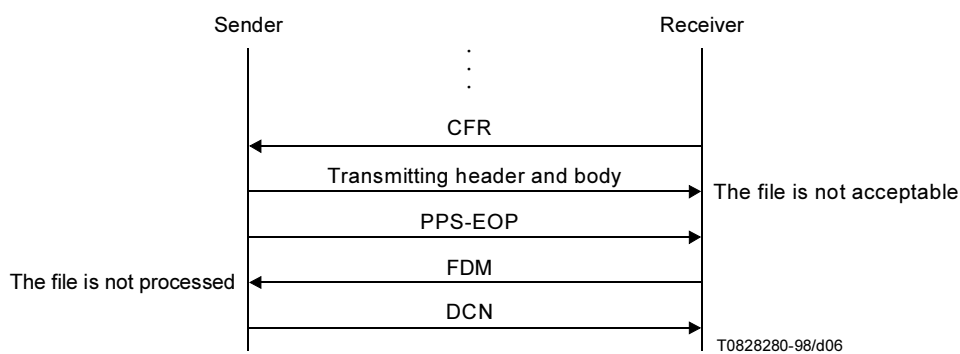 Sender
Receiver
CFR
Transmitting header and body
The file is not acceptable
PPS-EOP
FDM
The file is not processed
DCN
T0828280-98/d06